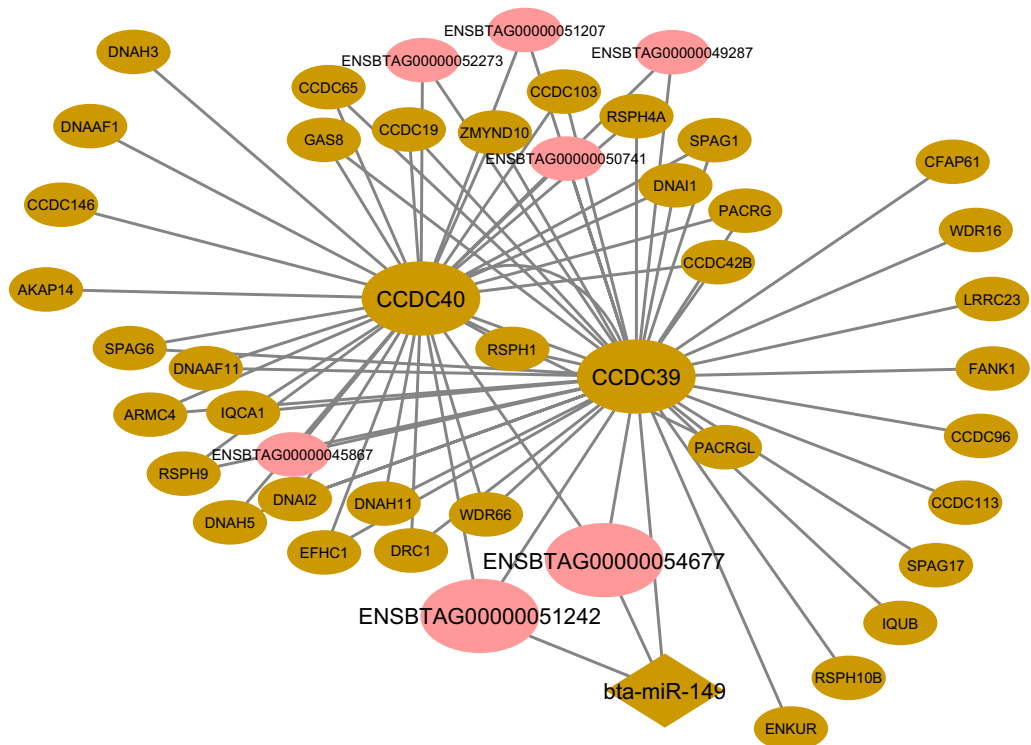 ENSBTAG00000051207
DNAH3
ENSBTAG00000049287
ENSBTAG00000052273
CCDC65
CCDC103
RSPH4A
DNAAF1
CCDC19
ZMYND10
GAS8
SPAG1
ENSBTAG00000050741
CFAP61
DNAI1
CCDC146
PACRG
WDR16
CCDC42B
AKAP14
CCDC40
LRRC23
SPAG6
RSPH1
DNAAF11
CCDC39
FANK1
ARMC4
IQCA1
CCDC96
PACRGL
ENSBTAG00000045867
RSPH9
DNAI2
DNAH11
CCDC113
WDR66
DNAH5
EFHC1
DRC1
ENSBTAG00000054677
SPAG17
ENSBTAG00000051242
IQUB
RSPH10B
bta-miR-149
ENKUR